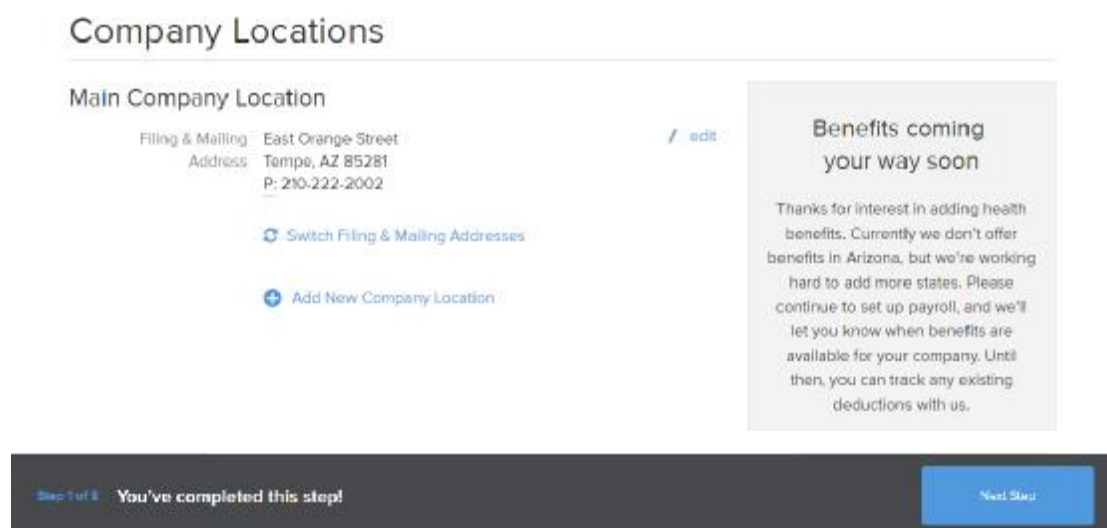 Company Locations
Main Company Location
Filing & Mailing
Address
East Orange Street
Tempe, AZ 85281
P: 210-222-2002
edit
Switch Filing & Mailing Addresses
Add New Company Location
Benefits coming
your way soon
Thanks for interest in adding health
benefits. Currently we don't offer
benefits in Arizona, but we're working
hard to add more states. Please
continue to set up payroll, and we'll
let you know when benefits are
available for your company. Until
then, you can track any existing
deductions with us.
Step 1 of
You've completed this step!
Next Step